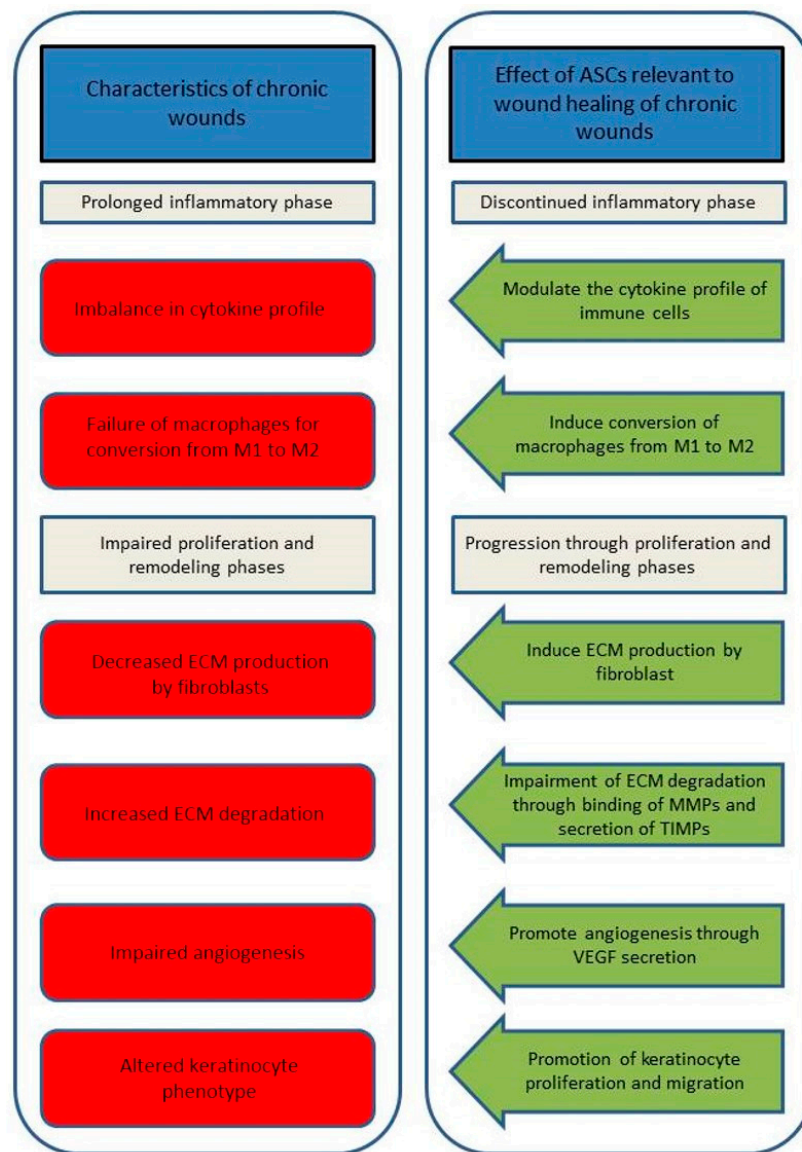 Characteristics of chronic
wounds
Prolonged inflammatory phase
Imbalance in cytokine profile
Failure of macrophages for
conversion from M1 to M2
Impaired proliferation and
remodeling phases
Decreased ECM production
by fibroblasts
Increased ECM degradation
Impaired angiogenesis
Altered keratinocyte
phenotype
Effect of ASCs relevant to
wound healing of chronic
wounds
Discontinued inflammatory phase
Modulate the cytokine profile of
immune cells
Induce conversion of
macrophages from M1 to M2
Progression through proliferation and
remodeling phases
Induce ECM production by
fibroblast
Impairment of ECM degradation
through binding of MMPs and
secretion of TIMPs
Promote angiogenesis through
VEGF secretion
Promotion of keratinocyte
proliferation and migration